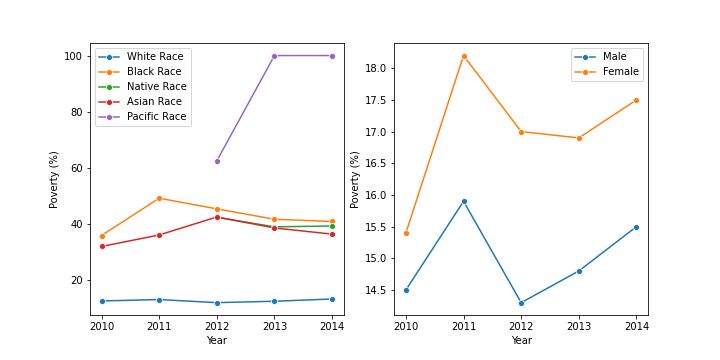 White Race
Black Race
Native Race
Asian Race
Pacific Race
100
80
60
40
20
Poverty (%)
2010 2011 2012 2013 2014
Year
Male
Female
18.0
17.5
17.0
16.5
16.0
15.5
15.0
14.5
Poverty (%)
2010 2011 2012 2013 2014
Year